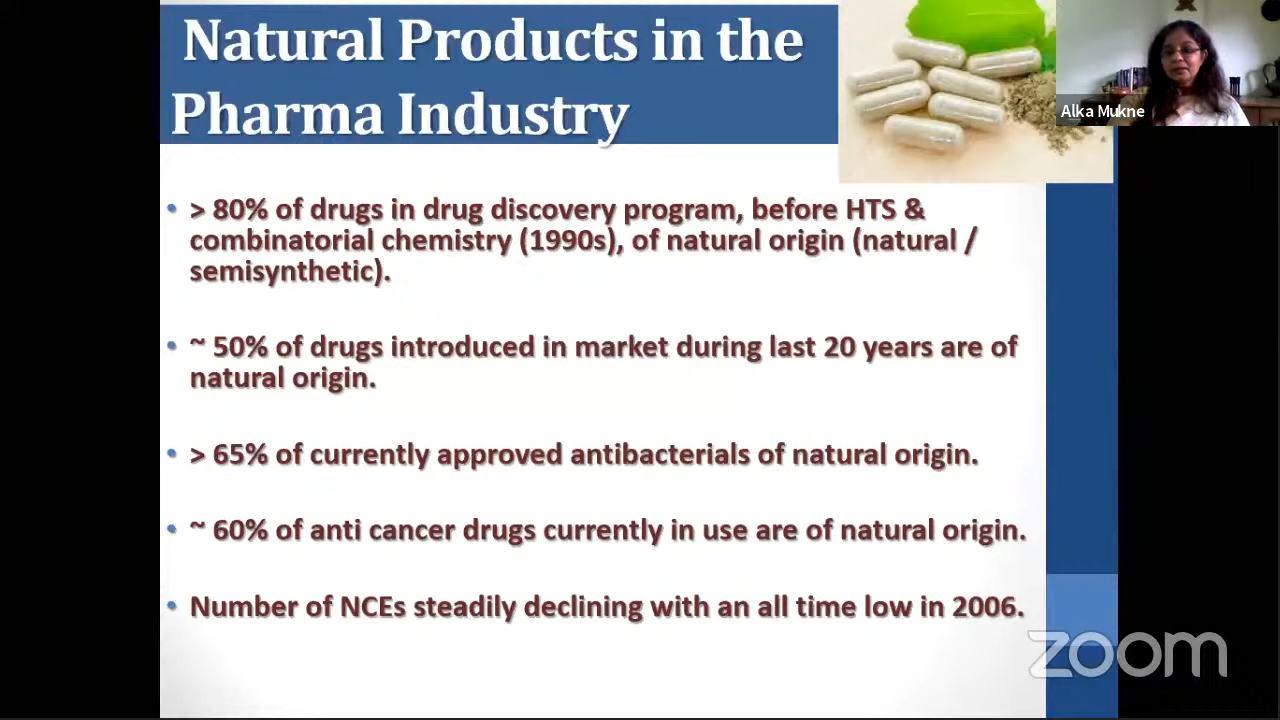 Natural Products in the
Pharma Industry
Alka Mukne
• > 80% of drugs in drug discovery program, before HTS &
combinatorial chemistry (1990s), of natural origin (natural /
semisynthetic).
• ~ 50% of drugs introduced in market during last 20 years are of
natural origin.
• > 65% of currently approved antibacterials of natural origin.
• ~ 60% of anti cancer drugs currently in use are of natural origin.
• Number of NCEs steadily declining with an all time low in 2006.
zoom